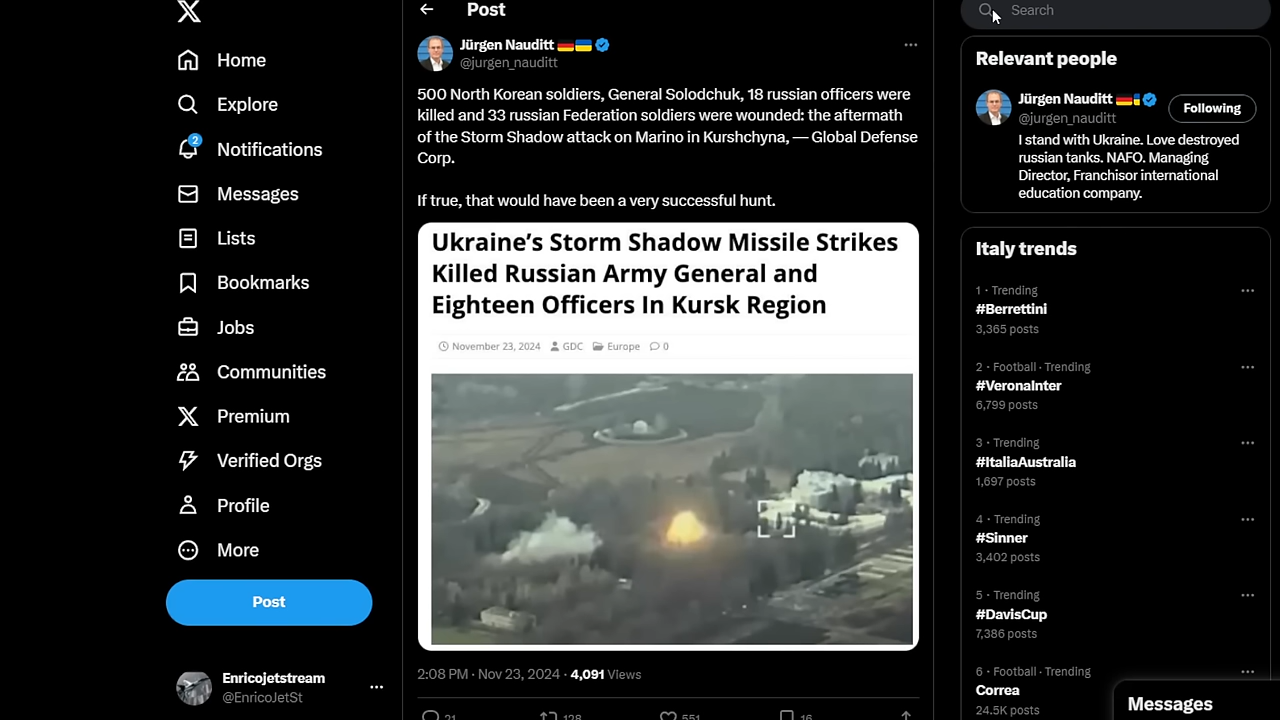 Home
Explore
2
Notifications
Messages
Lists
Bookmarks
Jobs
Communities
Premium
Verified Orgs
Profile
More
Post
Enricojetstream
@EnricoJetSt
Post
Jürgen Nauditt
@jurgen_nauditt
500 North Korean soldiers, General Solodchuk, 18 russian officers were
killed and 33 russian Federation soldiers were wounded: the aftermath
of the Storm Shadow attack on Marino in Kurshchyna, — Global Defense
Corp.
If true, that would have been a very successful hunt.
Ukraine’s Storm Shadow Missile Strikes
Killed Russian Army General and
Eighteen Officers In Kursk Region
November 23, 2024 GDC Europe 0
2:08 PM · Nov 23, 2024 · 4,091 Views
21 128 551 16
Search
Relevant people
Jürgen Nauditt
@jurgen_nauditt
Following
I stand with Ukraine. Love destroyed
russian tanks. NAFO. Managing
Director, Franchisor international
education company.
Italy trends
1 · Trending
#Berrettini
3,365 posts
2 · Football · Trending
#VeronaInter
6,799 posts
3 · Trending
#ItaliaAustralia
1,697 posts
4 · Trending
#Sinner
3,402 posts
5 · Trending
#DavisCup
7,386 posts
6 · Football · Trending
Correa
24.5K posts
Messages